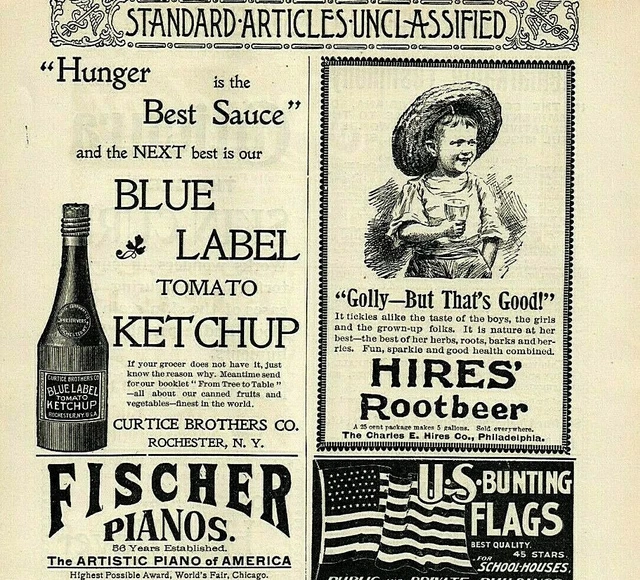 STANDARD·ARTICLES·UNCLASSIFIED
"Hunger
is the
Best Sauce"
and the NEXT best is our
BLUE
LABEL
TOMATO
KETCHUP
CURTICE BROTHERS CO.
BLUE LABEL
TOMATO
KETCHUP
ROCHESTER, N.Y. U.S.A.
If your grocer does not have it, just
know the reason why. Meantime send
for our booklet "From Tree to Table"
—all about our canned fruits and
vegetables—finest in the world.
CURTICE BROTHERS CO.
ROCHESTER, N. Y.
"Golly—But That's Good!"
It tickles alike the taste of the boys, the girls
and the grown-up folks. It is nature at her
best—the best of her herbs, roots, barks and ber-
ries. Fun, sparkle and good health combined.
HIRES'
Rootbeer
A 25 cent package makes 5 gallons. Sold everywhere.
The Charles E. Hires Co., Philadelphia.
FISCHER
PIANOS.
56 Years Established.
The ARTISTIC PIANO of AMERICA
Highest Possible Award, World's Fair, Chicago.
U·S·BUNTING
FLAGS
BEST QUALITY.
45 STARS.
-FOR
SCHOOL-HOUSES,